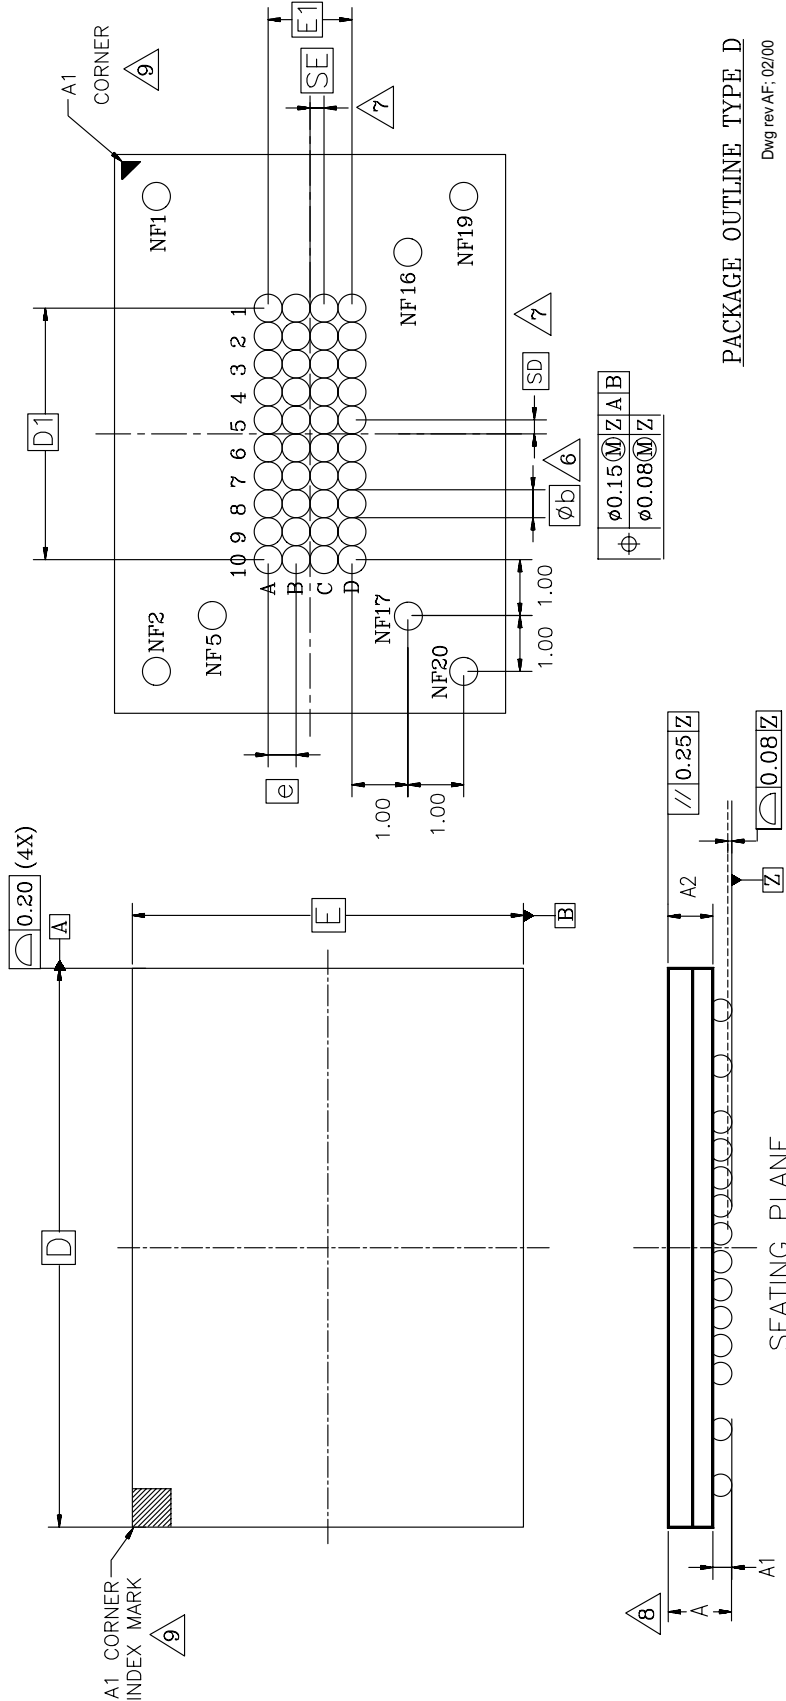 A1 CORNER
INDEX MARK
9
D
0.20 (4X)
A
E
B
e
1.00
1.00
NF2
NF5
D1
10 9 8 7 6 5 4 3 2 1
A
B
C
D
NF17
NF20
1.00 1.00
NF1
NF16
NF19
A1
CORNER
9
E1
SE
7
SD
7
φb
6
⌖ φ0.15 Ⓜ Z A B
φ0.08 Ⓜ Z
8
A
A1
SEATING PLANE
A2
// 0.25 Z
0.08 Z
Z
PACKAGE OUTLINE TYPE D
Dwg rev AF; 02/00